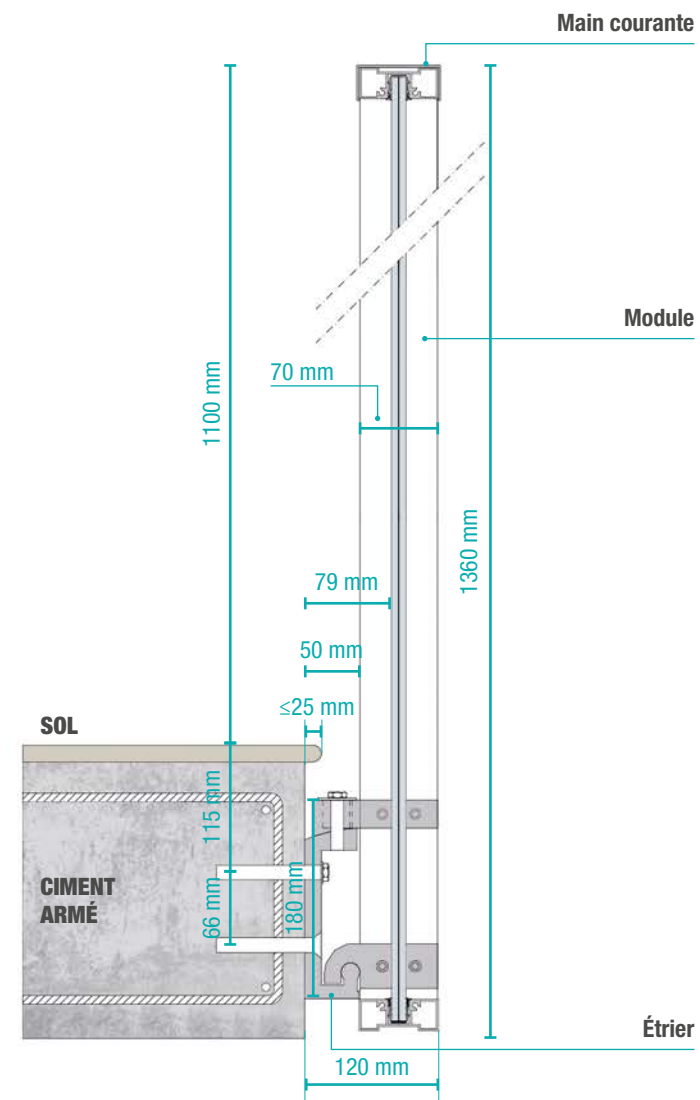 Main courante
Module
70 mm
1100 mm
1360 mm
79 mm
50 mm
≤25 mm
SOL
115 mm
CIMENT
ARMÉ
66 mm
180 mm
Étrier
120 mm